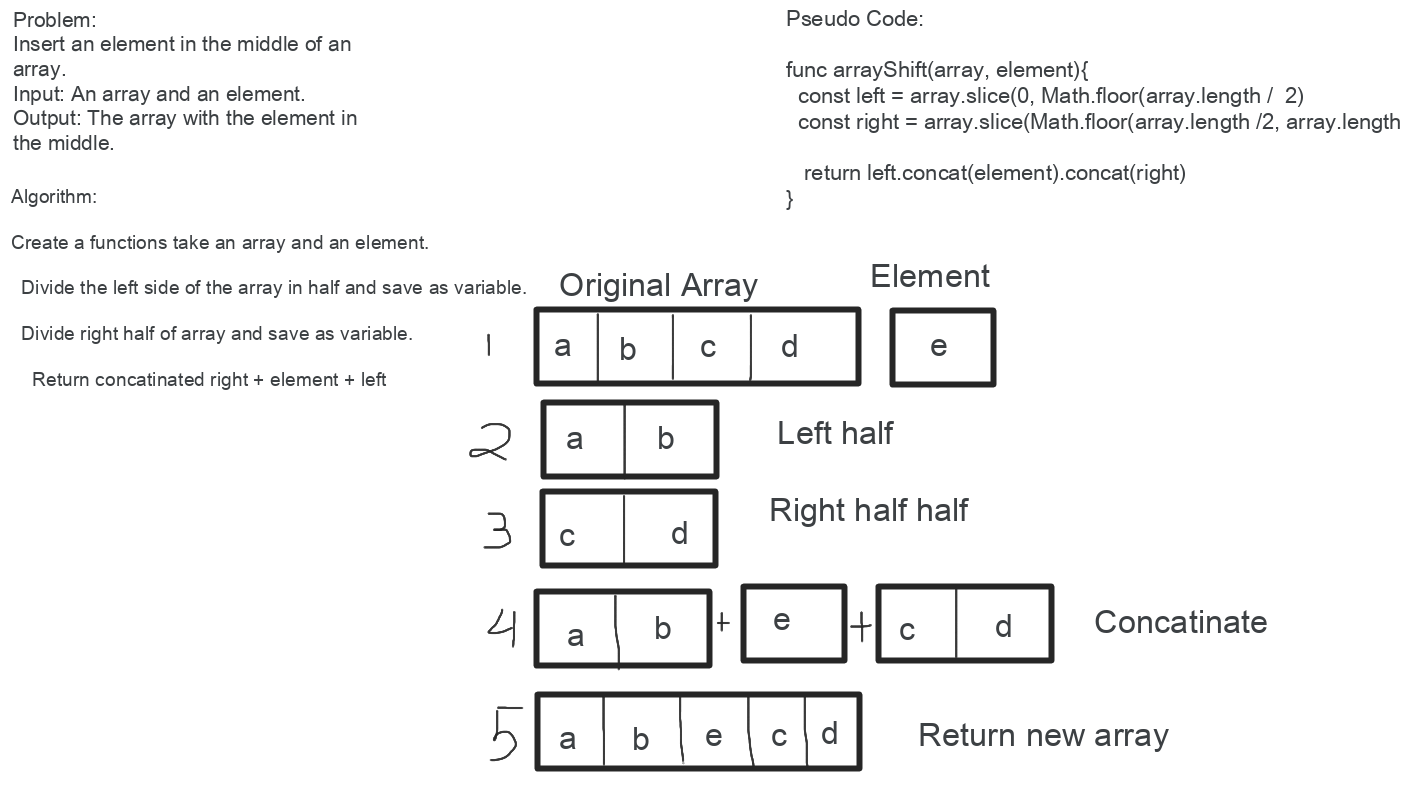 Problem:
Insert an element in the middle of an
array.
Input: An array and an element.
Output: The array with the element in
the middle.
Algorithm:
Create a functions take an array and an element.
Divide the left side of the array in half and save as variable.
Divide right half of array and save as variable.
Return concatinated right + element + left
Pseudo Code:
func arrayShift(array, element){
const left = array.slice(0, Math.floor(array.length /  2)
const right = array.slice(Math.floor(array.length /2, array.length
return left.concat(element).concat(right)
}
Original Array
Element
1 a b c d e
2 a b Left half
3 c d Right half half
4 a b + e + c d Concatinate
5 a b e c d Return new array